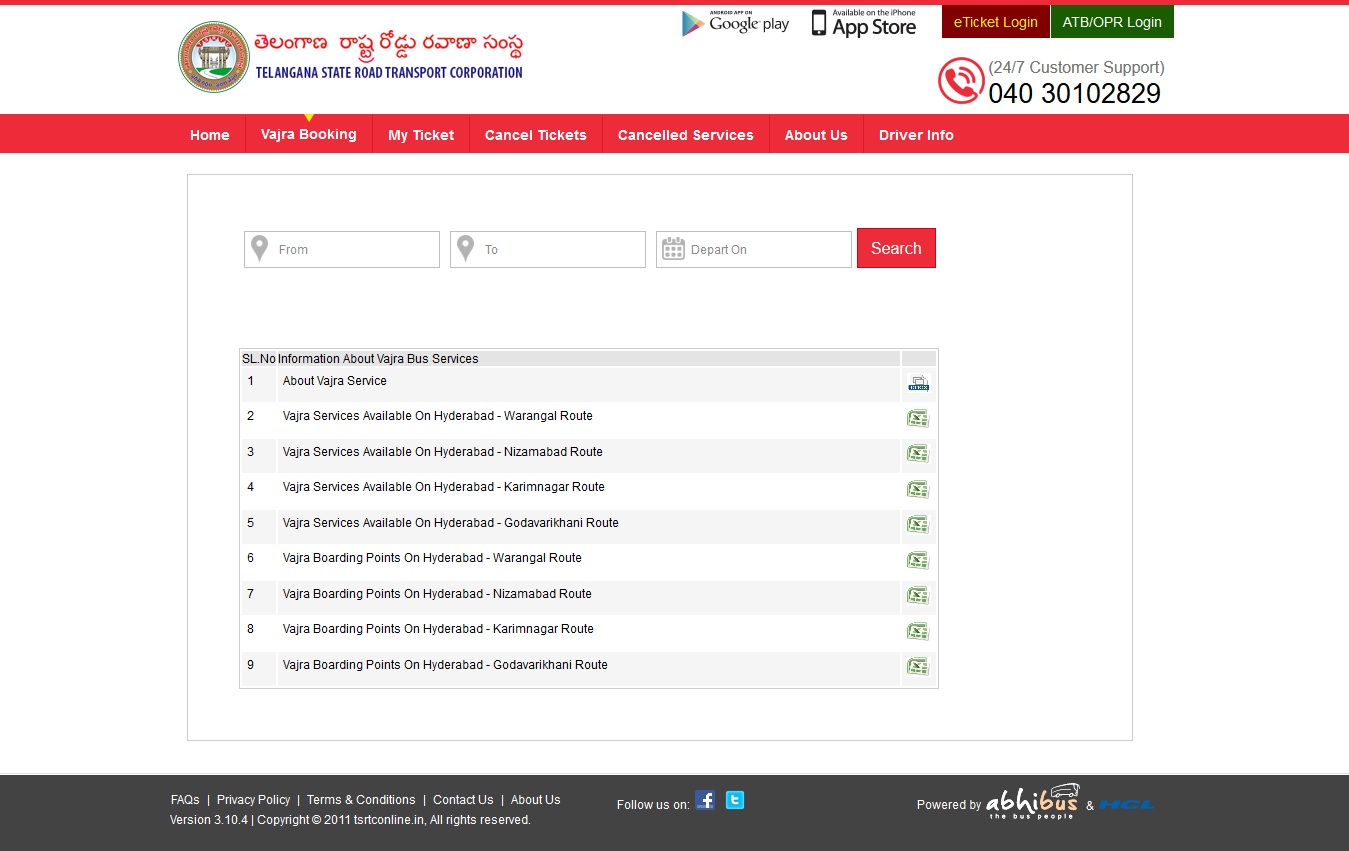 ANDROID APP ON
Google play
Available on the iPhone
App Store
eTicket Login
ATB/OPR Login
తెలంగాణ రాష్ట్ర రోడ్డు రవాణా సంస్థ
TELANGANA STATE ROAD TRANSPORT CORPORATION
(24/7 Customer Support)
040 30102829
Home
Vajra Booking
My Ticket
Cancel Tickets
Cancelled Services
About Us
Driver Info
From
To
Depart On
Search
SL.No Information About Vajra Bus Services
1 About Vajra Service
2 Vajra Services Available On Hyderabad - Warangal Route
3 Vajra Services Available On Hyderabad - Nizamabad Route
4 Vajra Services Available On Hyderabad - Karimnagar Route
5 Vajra Services Available On Hyderabad - Godavarikhani Route
6 Vajra Boarding Points On Hyderabad - Warangal Route
7 Vajra Boarding Points On Hyderabad - Nizamabad Route
8 Vajra Boarding Points On Hyderabad - Karimnagar Route
9 Vajra Boarding Points On Hyderabad - Godavarikhani Route
FAQs | Privacy Policy | Terms & Conditions | Contact Us | About Us
Version 3.10.4 | Copyright © 2011 tsrtconline.in, All rights reserved.
Follow us on:
Powered by abhibus & HCL
the bus people